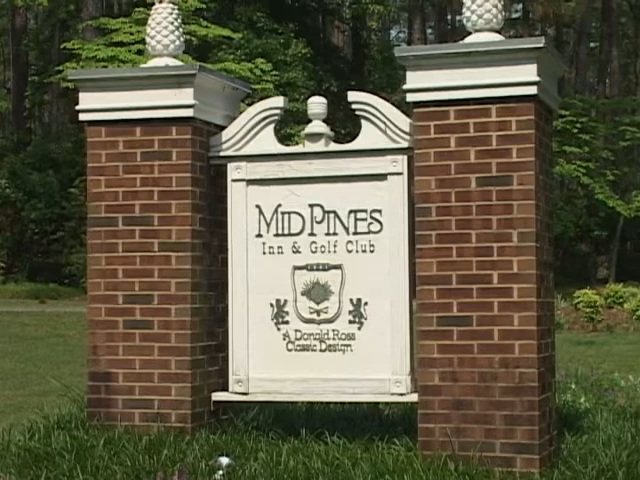 MID PINES
Inn & Golf Club
A Donald Ross
Classic Design